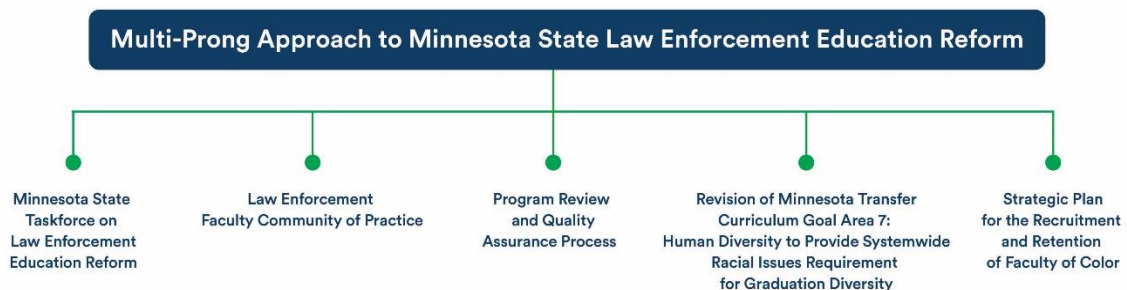 Multi-Prong Approach to Minnesota State Law Enforcement Education Reform
Minnesota State
Taskforce on
Law Enforcement
Education Reform
Law Enforcement
Faculty Community of Practice
Program Review
and Quality
Assurance Process
Revision of Minnesota Transfer
Curriculum Goal Area 7:
Human Diversity to Provide Systemwide
Racial Issues Requirement
for Graduation Diversity
Strategic Plan
for the Recruitment
and Retention
of Faculty of Color